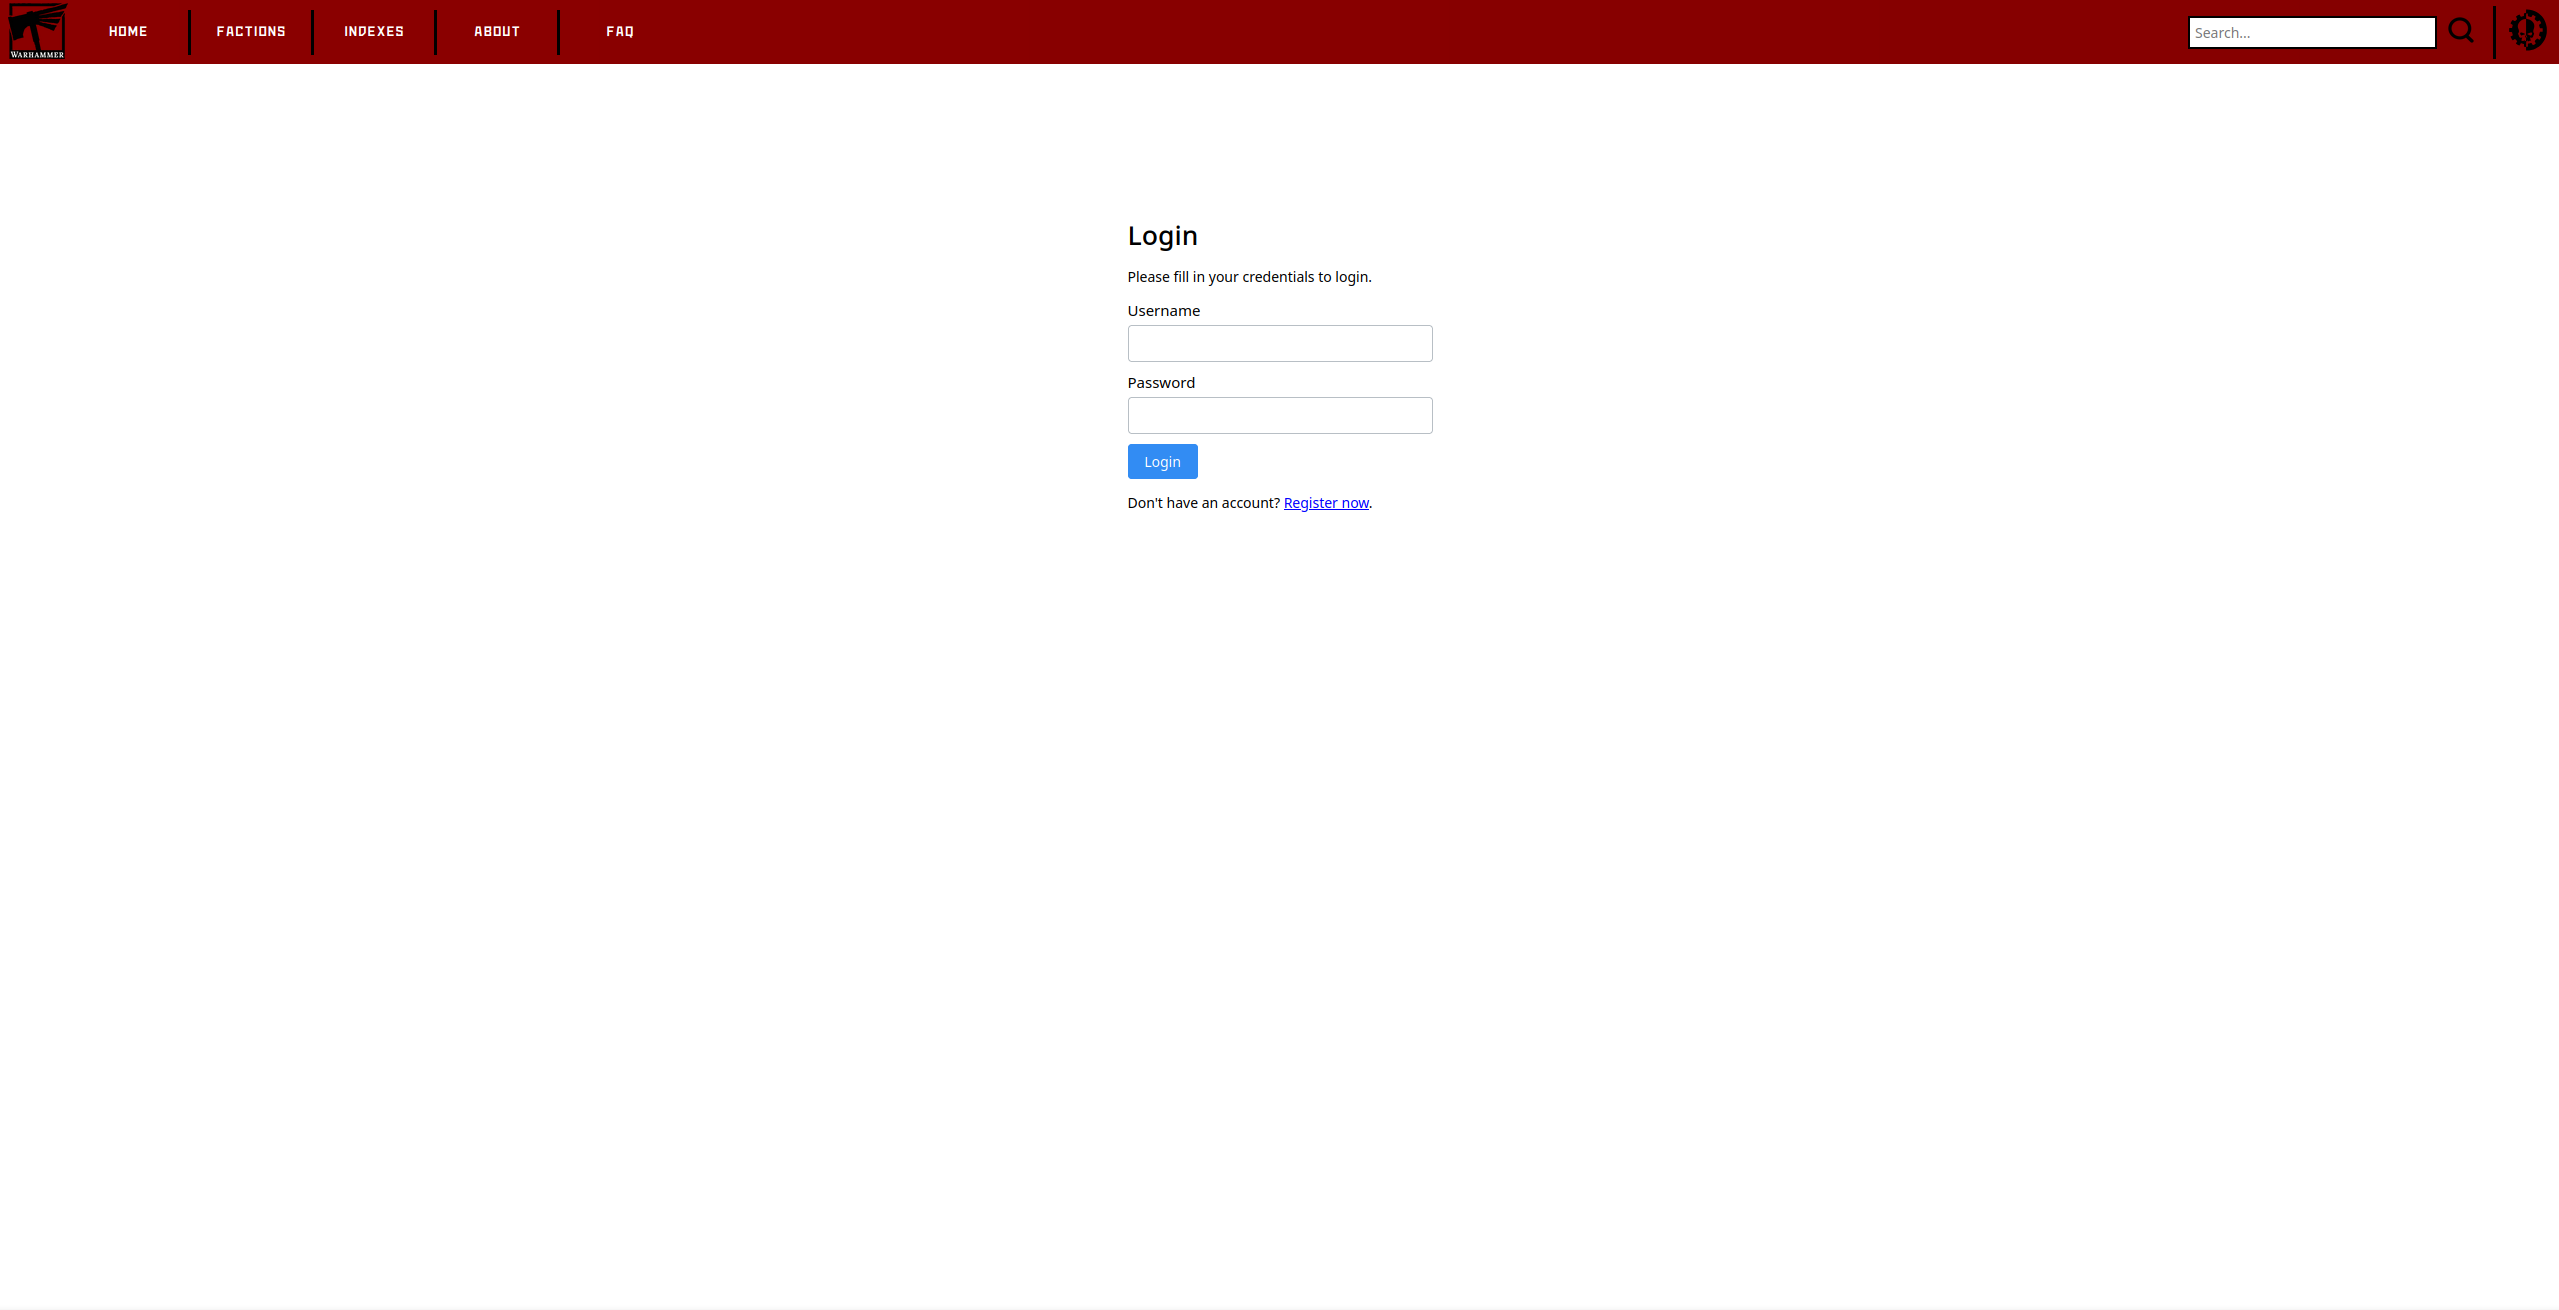 WARHAMMER
HOME
FACTIONS
INDEXES
ABOUT
FAQ
Search...
Login
Please fill in your credentials to login.
Username
Password
Login
Don't have an account? Register now.